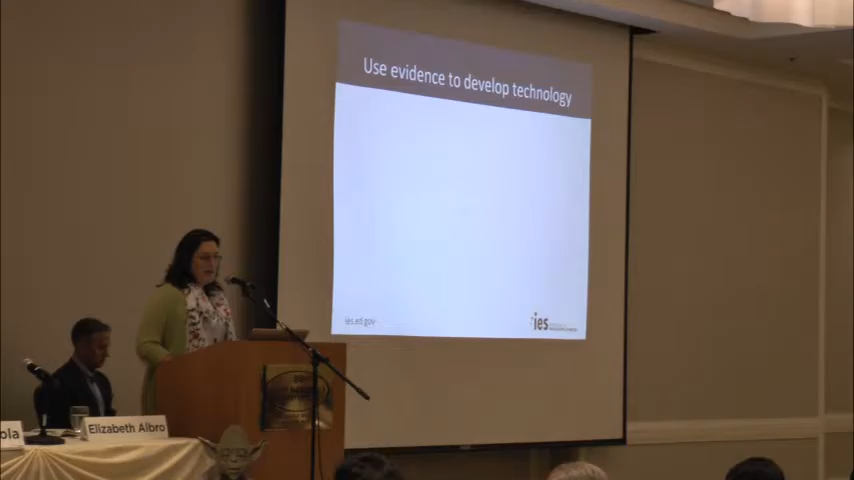 Use evidence to develop technology
ies.ed.gov
ies
ola
Elizabeth Albro